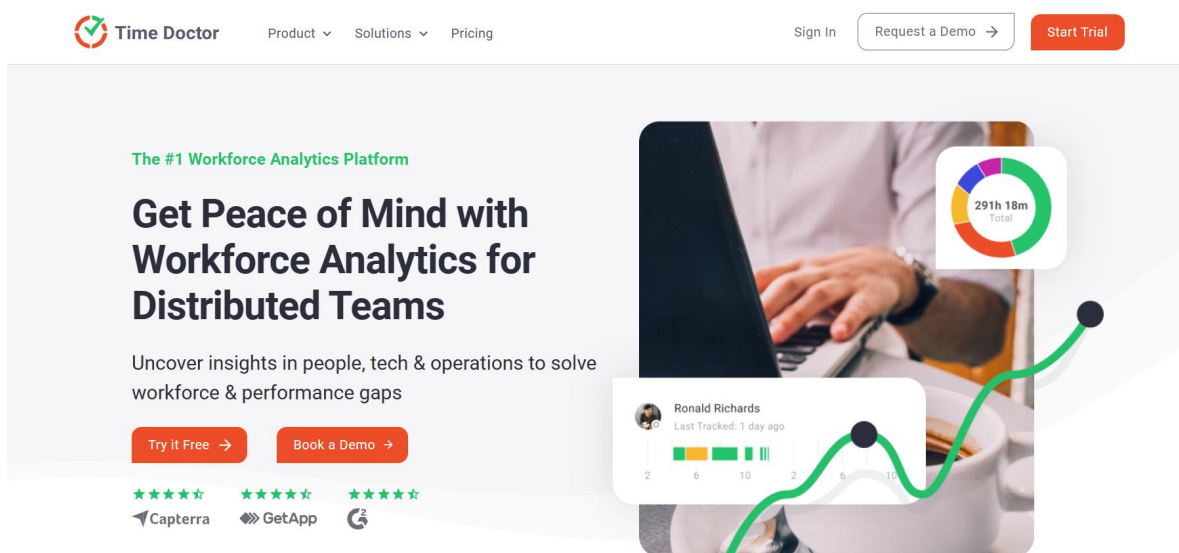 Time Doctor
Product
Solutions
Pricing
Sign In
Request a Demo →
Start Trial
The #1 Workforce Analytics Platform
Get Peace of Mind with
Workforce Analytics for
Distributed Teams
Uncover insights in people, tech & operations to solve
workforce & performance gaps
Try it Free →
Book a Demo →
Capterra
GetApp
G2
291h 18m
Total
Ronald Richards
Last Tracked: 1 day ago
2 6 10 2 6 10